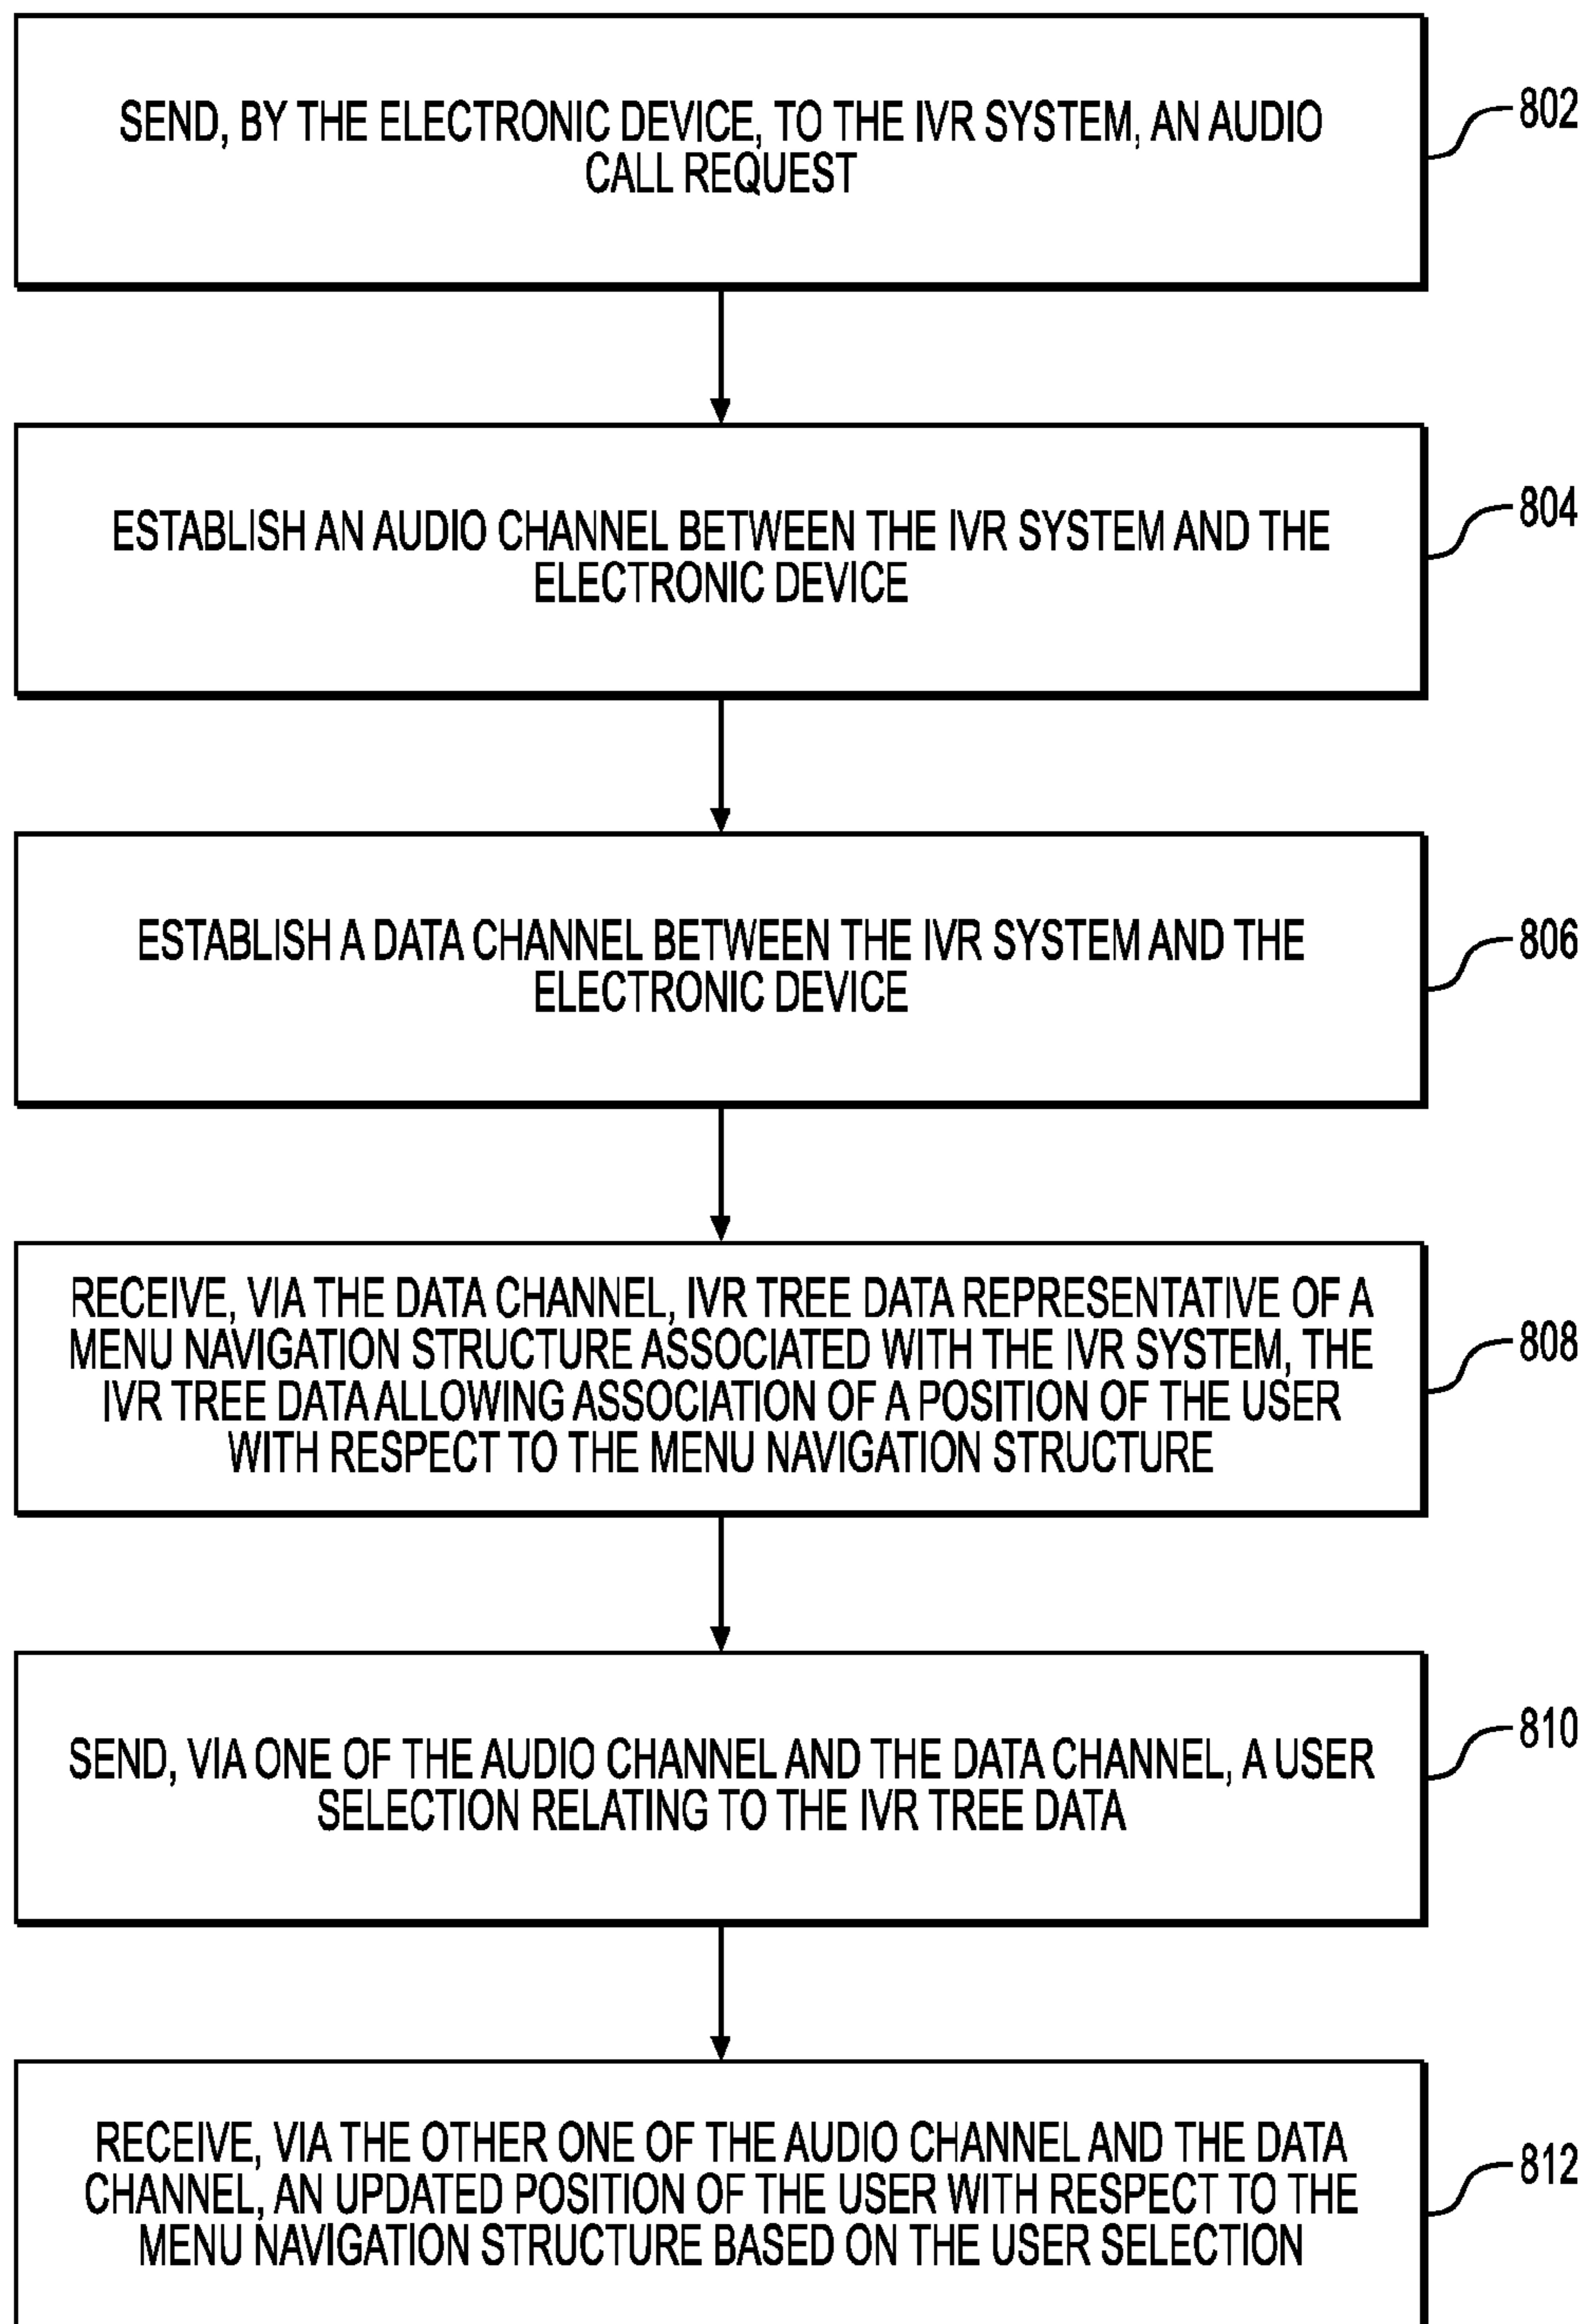 SEND, BY THE ELECTRONIC DEVICE, TO THE IVR SYSTEM, AN AUDIO
CALL REQUEST
802
ESTABLISH AN AUDIO CHANNEL BETWEEN THE IVR SYSTEM AND THE
ELECTRONIC DEVICE
804
ESTABLISH A DATA CHANNEL BETWEEN THE IVR SYSTEM AND THE
ELECTRONIC DEVICE
806
RECEIVE, VIA THE DATA CHANNEL, IVR TREE DATA REPRESENTATIVE OF A
MENU NAVIGATION STRUCTURE ASSOCIATED WITH THE IVR SYSTEM, THE
IVR TREE DATA ALLOWING ASSOCIATION OF A POSITION OF THE USER
WITH RESPECT TO THE MENU NAVIGATION STRUCTURE
808
SEND, VIA ONE OF THE AUDIO CHANNEL AND THE DATA CHANNEL, A USER
SELECTION RELATING TO THE IVR TREE DATA
810
RECEIVE, VIA THE OTHER ONE OF THE AUDIO CHANNEL AND THE DATA
CHANNEL, AN UPDATED POSITION OF THE USER WITH RESPECT TO THE
MENU NAVIGATION STRUCTURE BASED ON THE USER SELECTION
812